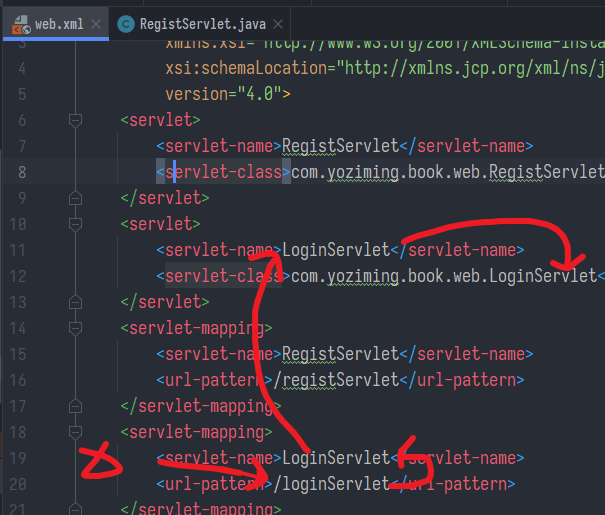 web.xml × RegistServlet.java ×
3 xmlns:xsi="http://www.w3.org/2001/XMLSchema-insta
4 xsi:schemaLocation="http://xmlns.jcp.org/xml/ns/j
5 version="4.0">
6 <servlet>
7 <servlet-name>RegistServlet</servlet-name>
8 <servlet-class>com.yoziming.book.web.RegistServlet
9 </servlet>
10 <servlet>
11 <servlet-name>LoginServlet</servlet-name>
12 <servlet-class>com.yoziming.book.web.LoginServlet<
13 </servlet>
14 <servlet-mapping>
15 <servlet-name>RegistServlet</servlet-name>
16 <url-pattern>/registServlet</url-pattern>
17 </servlet-mapping>
18 <servlet-mapping>
19 <servlet-name>LoginServlet</servlet-name>
20 <url-pattern>/loginServlet</url-pattern>
21 </servlet-mapping>